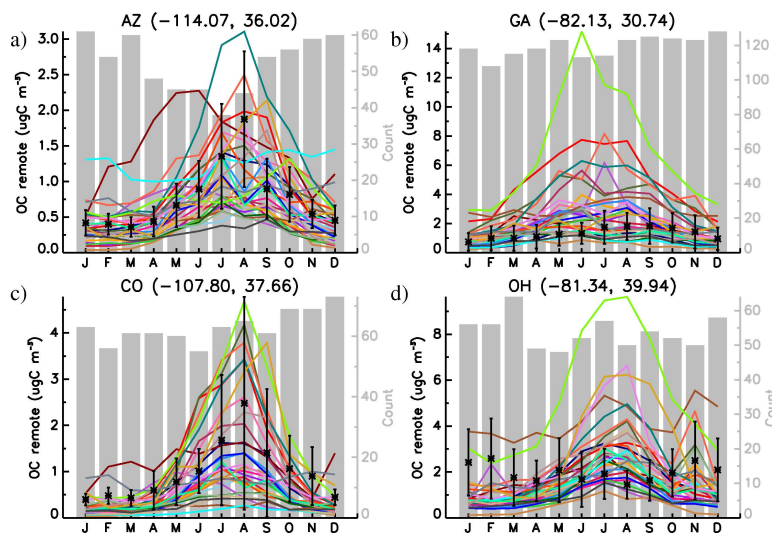 a)
AZ (-114.07, 36.02)
OC remote (ugC m⁻³)
3.0
2.5
2.0
1.5
1.0
0.5
0.0
60
50
40
30
20
10
0
Count
J F M A M J J A S O N D
b)
GA (-82.13, 30.74)
OC remote (ugC m⁻³)
14
12
10
8
6
4
2
0
120
100
80
60
40
20
0
Count
J F M A M J J A S O N D
c)
CO (-107.80, 37.66)
OC remote (ugC m⁻³)
4
3
2
1
0
60
40
20
0
Count
J F M A M J J A S O N D
d)
OH (-81.34, 39.94)
OC remote (ugC m⁻³)
8
6
4
2
0
60
50
40
30
20
10
0
Count
J F M A M J J A S O N D